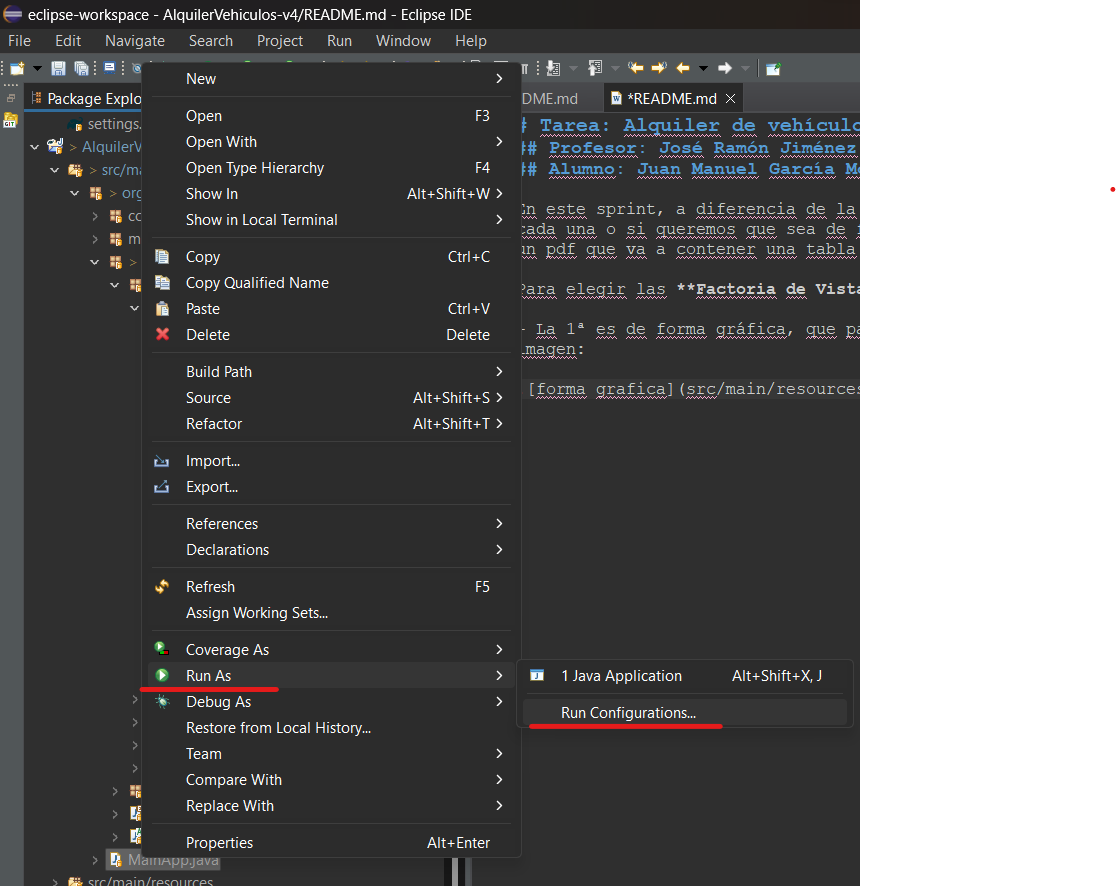 eclipse-workspace - AlquilerVehiculos-v4/README.md - Eclipse IDE
File Edit Navigate Search Project Run Window Help
Package Explo
DME.md
*README.md
settings.
> AlquilerV
> src/ma
> org
cc
m
>
MainApp.java
src/main/resources
New
Open F3
Open With
Open Type Hierarchy F4
Show In Alt+Shift+W
Show in Local Terminal
Copy Ctrl+C
Copy Qualified Name
Paste Ctrl+V
Delete Delete
Build Path
Source Alt+Shift+S
Refactor Alt+Shift+T
Import...
Export...
References
Declarations
Refresh F5
Assign Working Sets...
Coverage As
Run As
Debug As
Restore from Local History...
Team
Compare With
Replace With
Properties Alt+Enter
1 Java Application Alt+Shift+X, J
Run Configurations...
# Tarea: Alquiler de vehículo
## Profesor: José Ramón Jiménez
## Alumno: Juan Manuel García Mo
En este sprint, a diferencia de la
cada una o si queremos que sea de
un pdf que va a contener una tabla
Para elegir las **Factoria de Vista
- La 1ª es de forma gráfica, que pa
imagen:
[forma grafica](src/main/resources